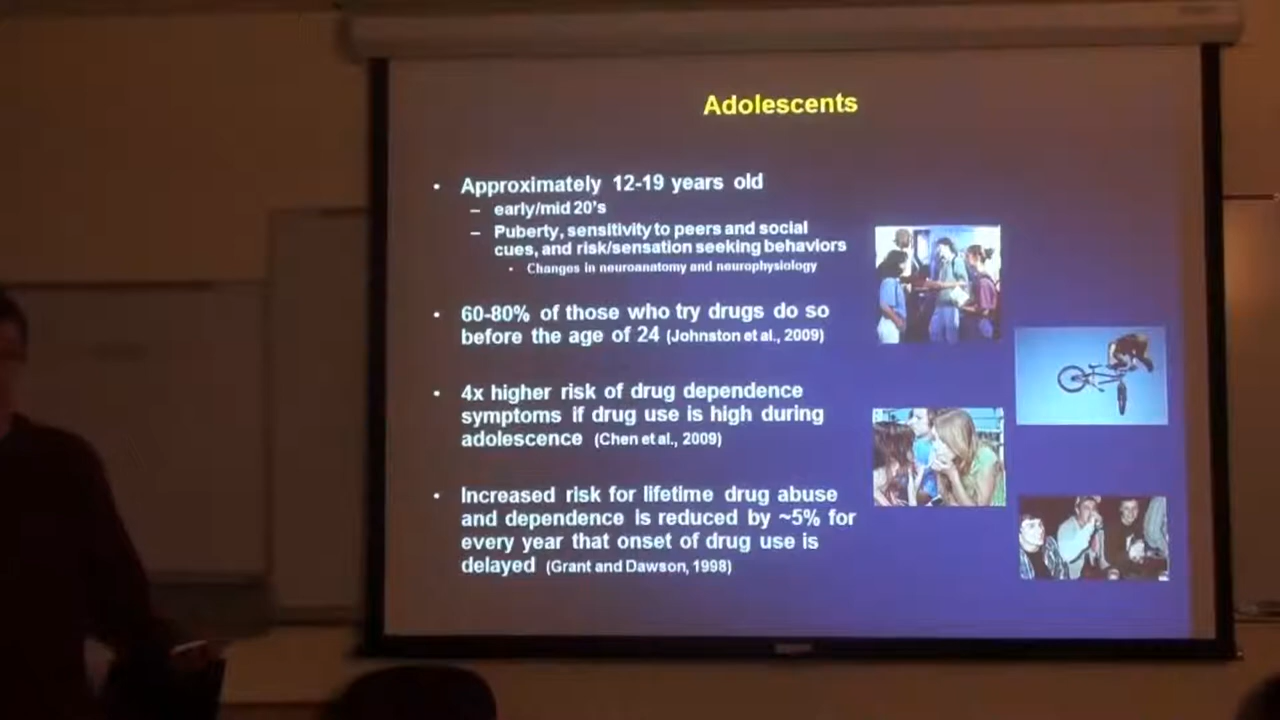 Adolescents
• Approximately 12-19 years old
– early/mid 20's
– Puberty, sensitivity to peers and social
cues, and risk/sensation seeking behaviors
• Changes in neuroanatomy and neurophysiology
• 60-80% of those who try drugs do so
before the age of 24 (Johnston et al., 2009)
• 4x higher risk of drug dependence
symptoms if drug use is high during
adolescence (Chen et al., 2009)
• Increased risk for lifetime drug abuse
and dependence is reduced by ~5% for
every year that onset of drug use is
delayed (Grant and Dawson, 1998)